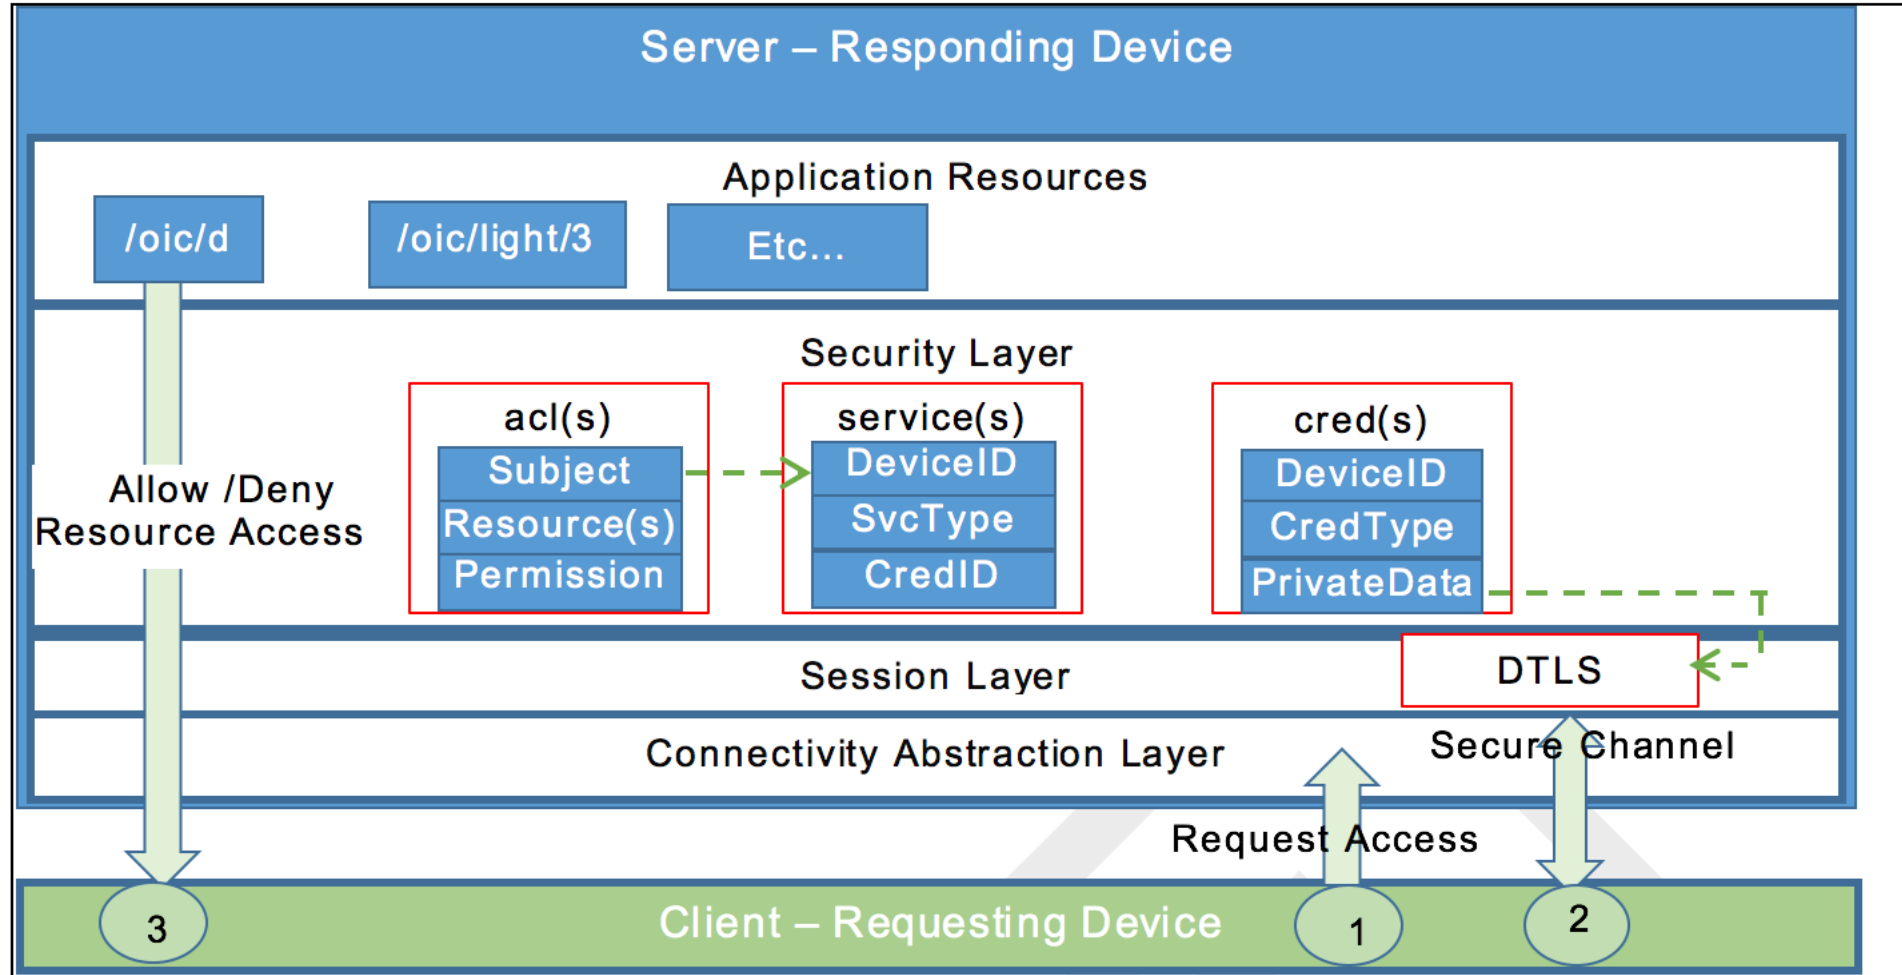 Server – Responding Device
Application Resources
/oic/d
/oic/light/3
Etc...
Security Layer
acl(s)
Subject
Resource(s)
Permission
service(s)
DeviceID
SvcType
CredID
cred(s)
DeviceID
CredType
PrivateData
Allow /Deny
Resource Access
Session Layer
DTLS
Connectivity Abstraction Layer
Secure Channel
Request Access
3
Client – Requesting Device
1
2